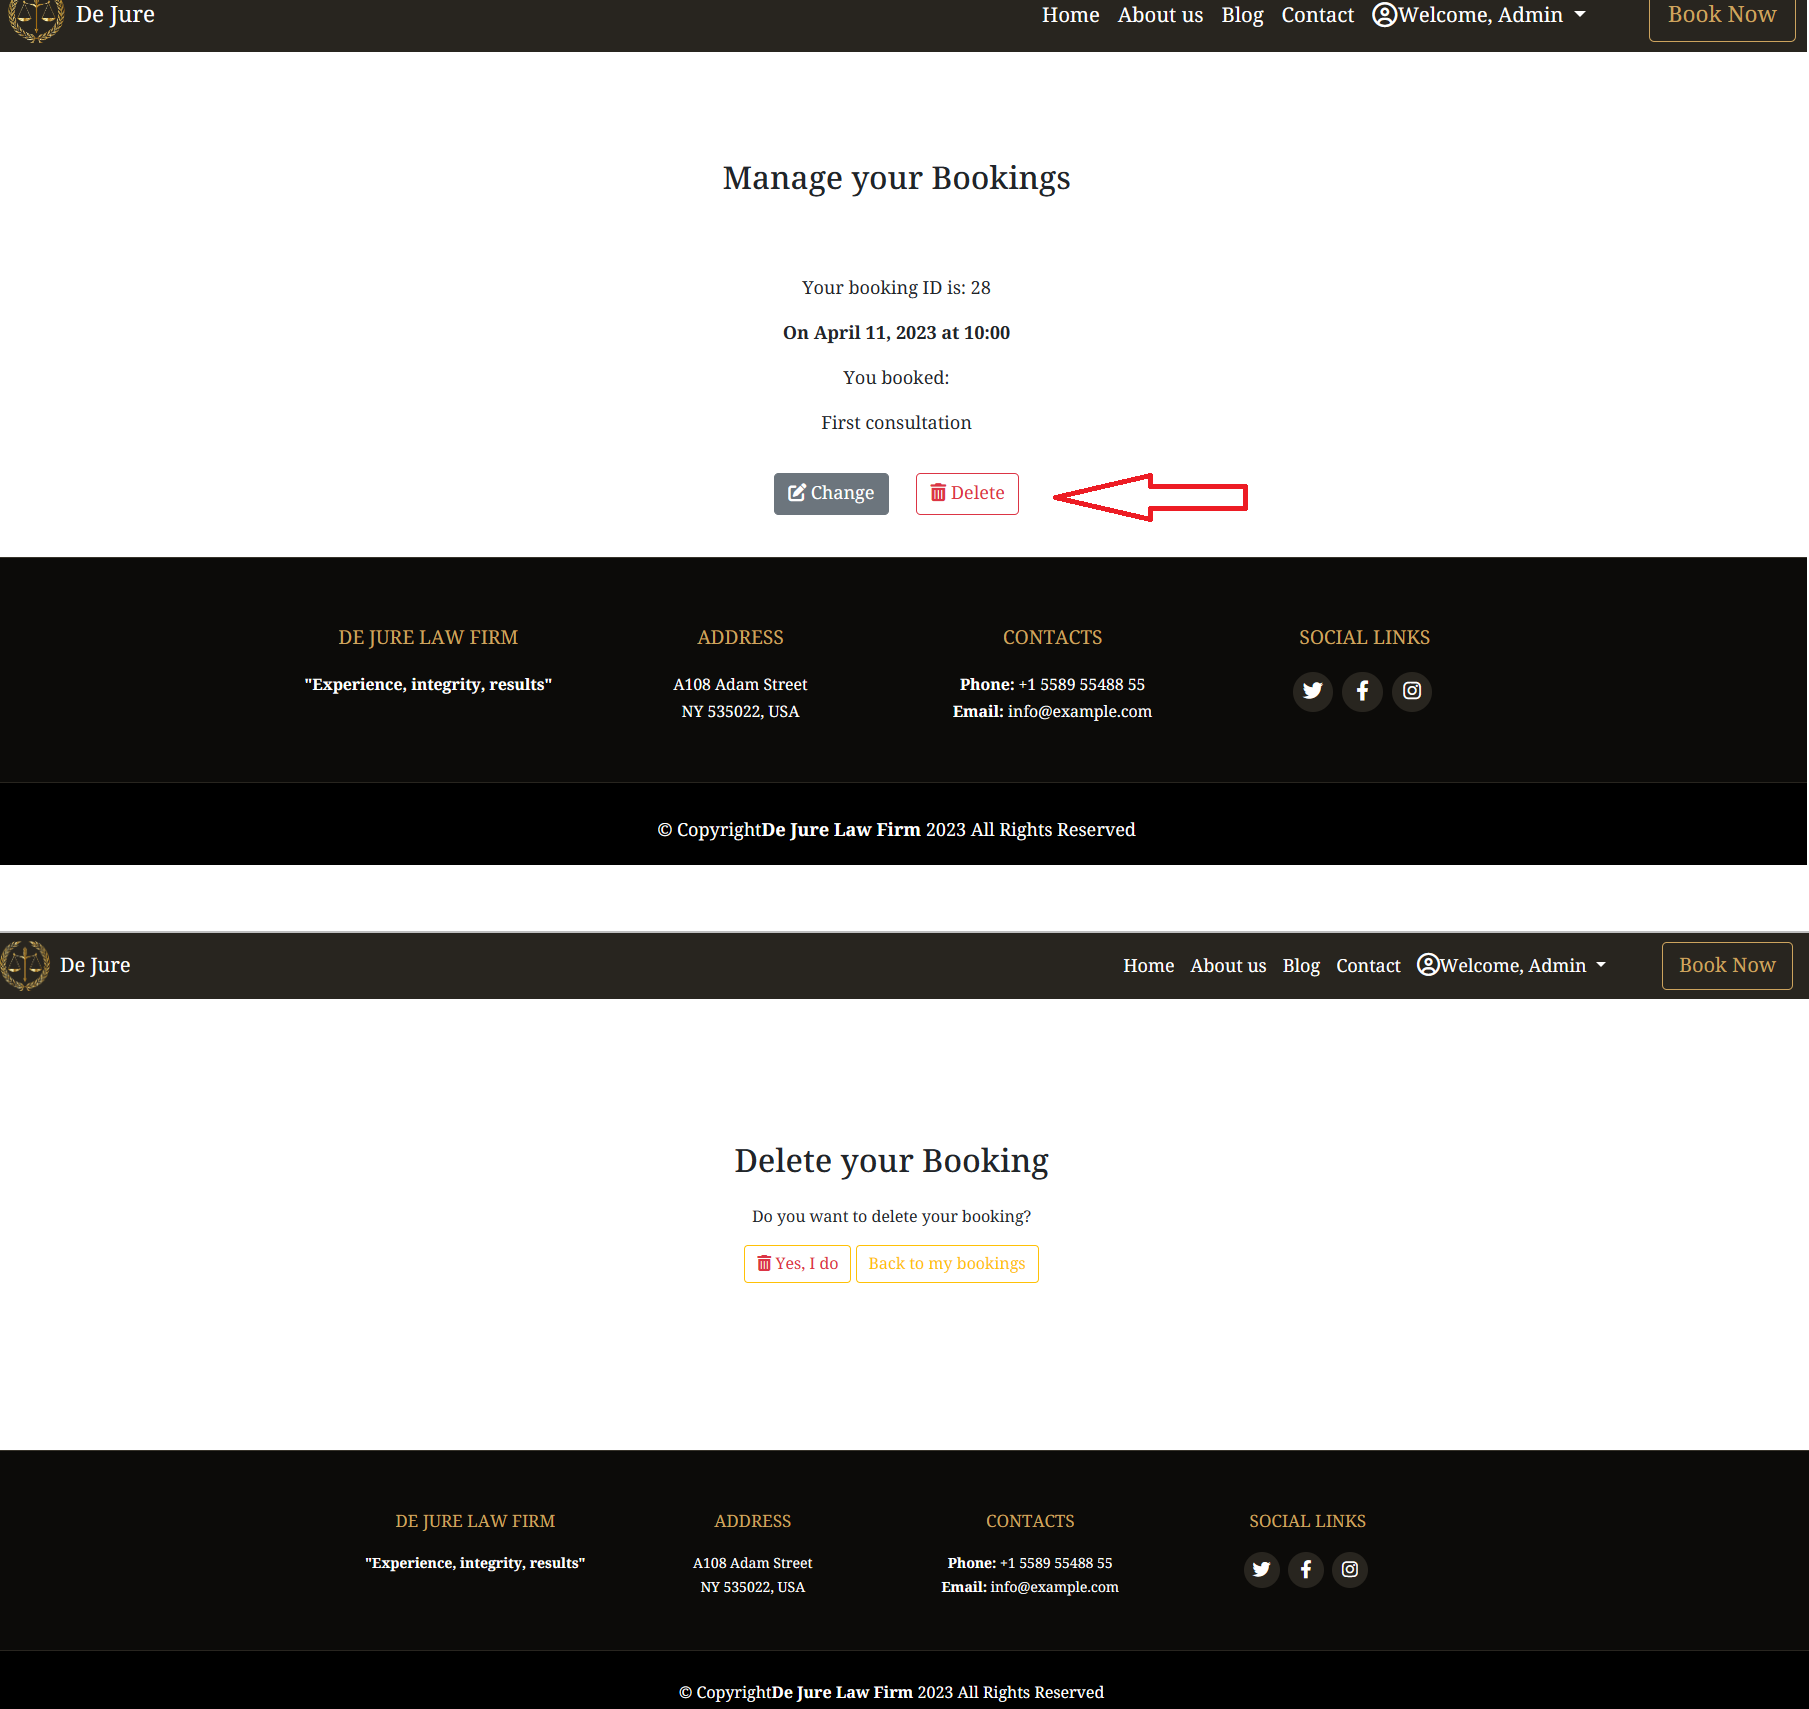 De Jure
Home About us Blog Contact Welcome, Admin Book Now
Manage your Bookings
Your booking ID is: 28
On April 11, 2023 at 10:00
You booked:
First consultation
Change Delete
DE JURE LAW FIRM
"Experience, integrity, results"
ADDRESS
A108 Adam Street
NY 535022, USA
CONTACTS
Phone: +1 5589 55488 55
Email: info@example.com
SOCIAL LINKS
© CopyrightDe Jure Law Firm 2023 All Rights Reserved
De Jure
Home About us Blog Contact Welcome, Admin Book Now
Delete your Booking
Do you want to delete your booking?
Yes, I do Back to my bookings
DE JURE LAW FIRM
"Experience, integrity, results"
ADDRESS
A108 Adam Street
NY 535022, USA
CONTACTS
Phone: +1 5589 55488 55
Email: info@example.com
SOCIAL LINKS
© CopyrightDe Jure Law Firm 2023 All Rights Reserved